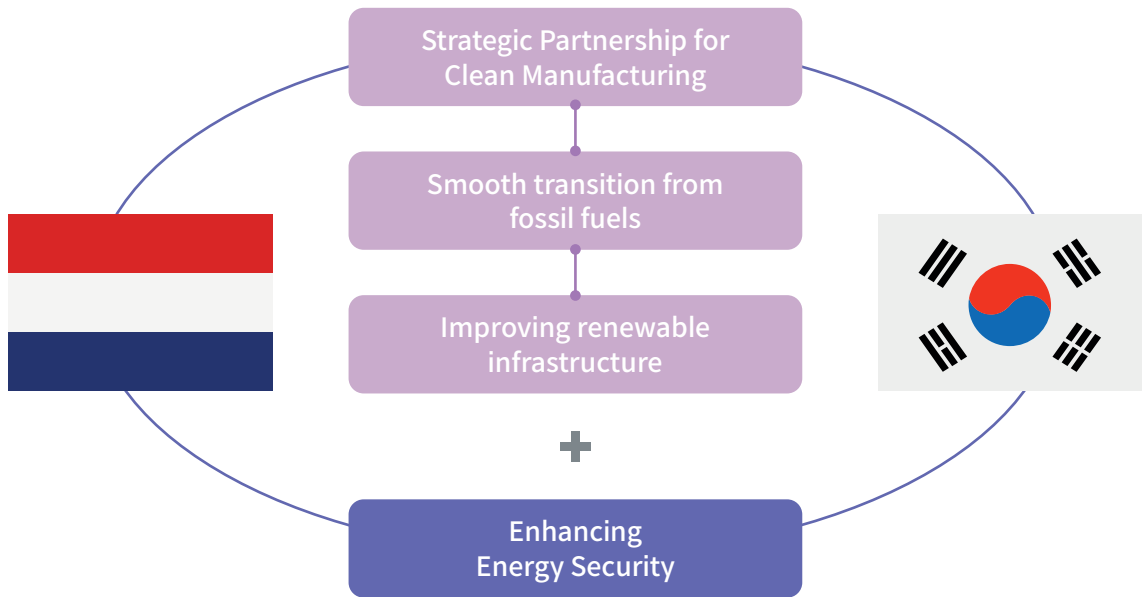 Strategic Partnership for
Clean Manufacturing
Smooth transition from
fossil fuels
Improving renewable
infrastructure
Enhancing
Energy Security